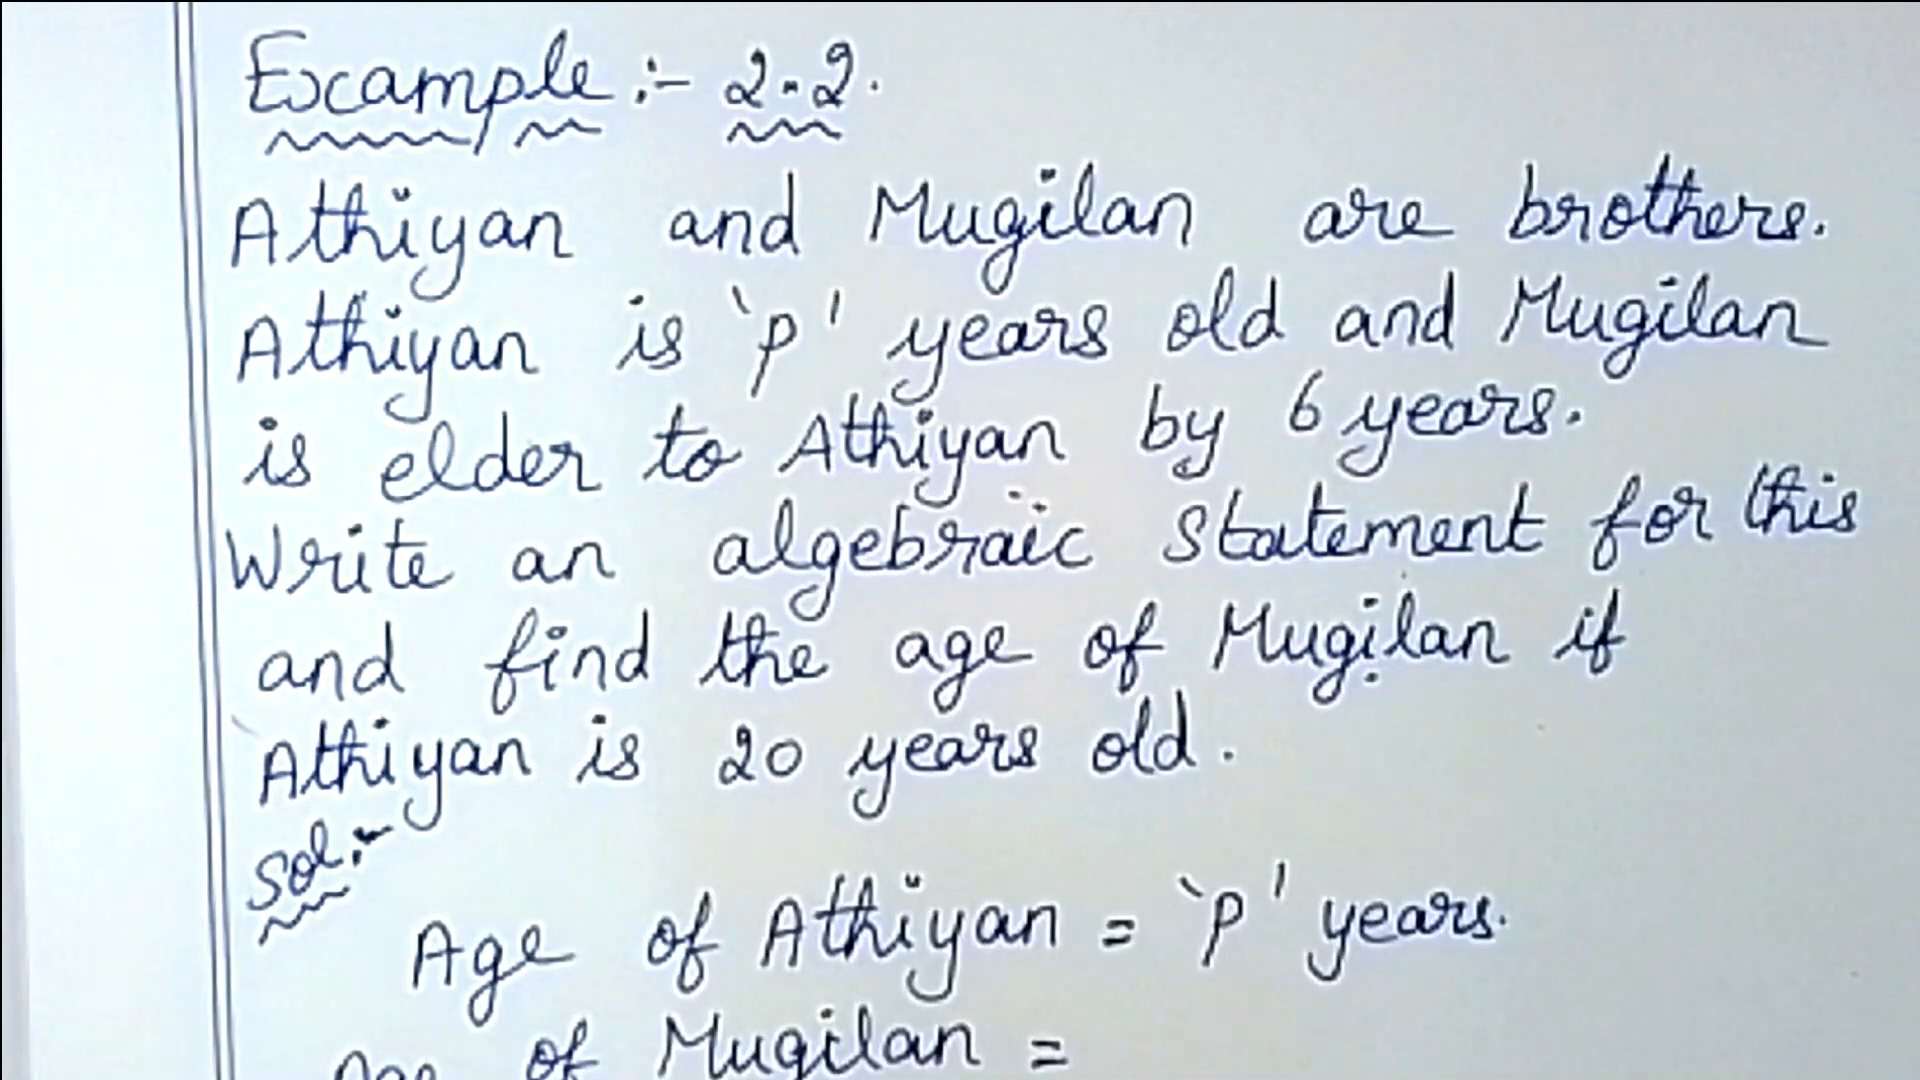 Example :- 2.2.
Athiyan and Mugilan are brothers.
Athiyan is 'p' years old and Mugilan
is elder to Athiyan by 6 years.
Write an algebraic statement for this
and find the age of Mugilan if
Athiyan is 20 years old.
Sol:-
Age of Athiyan = 'p' years.
Age of Mugilan =